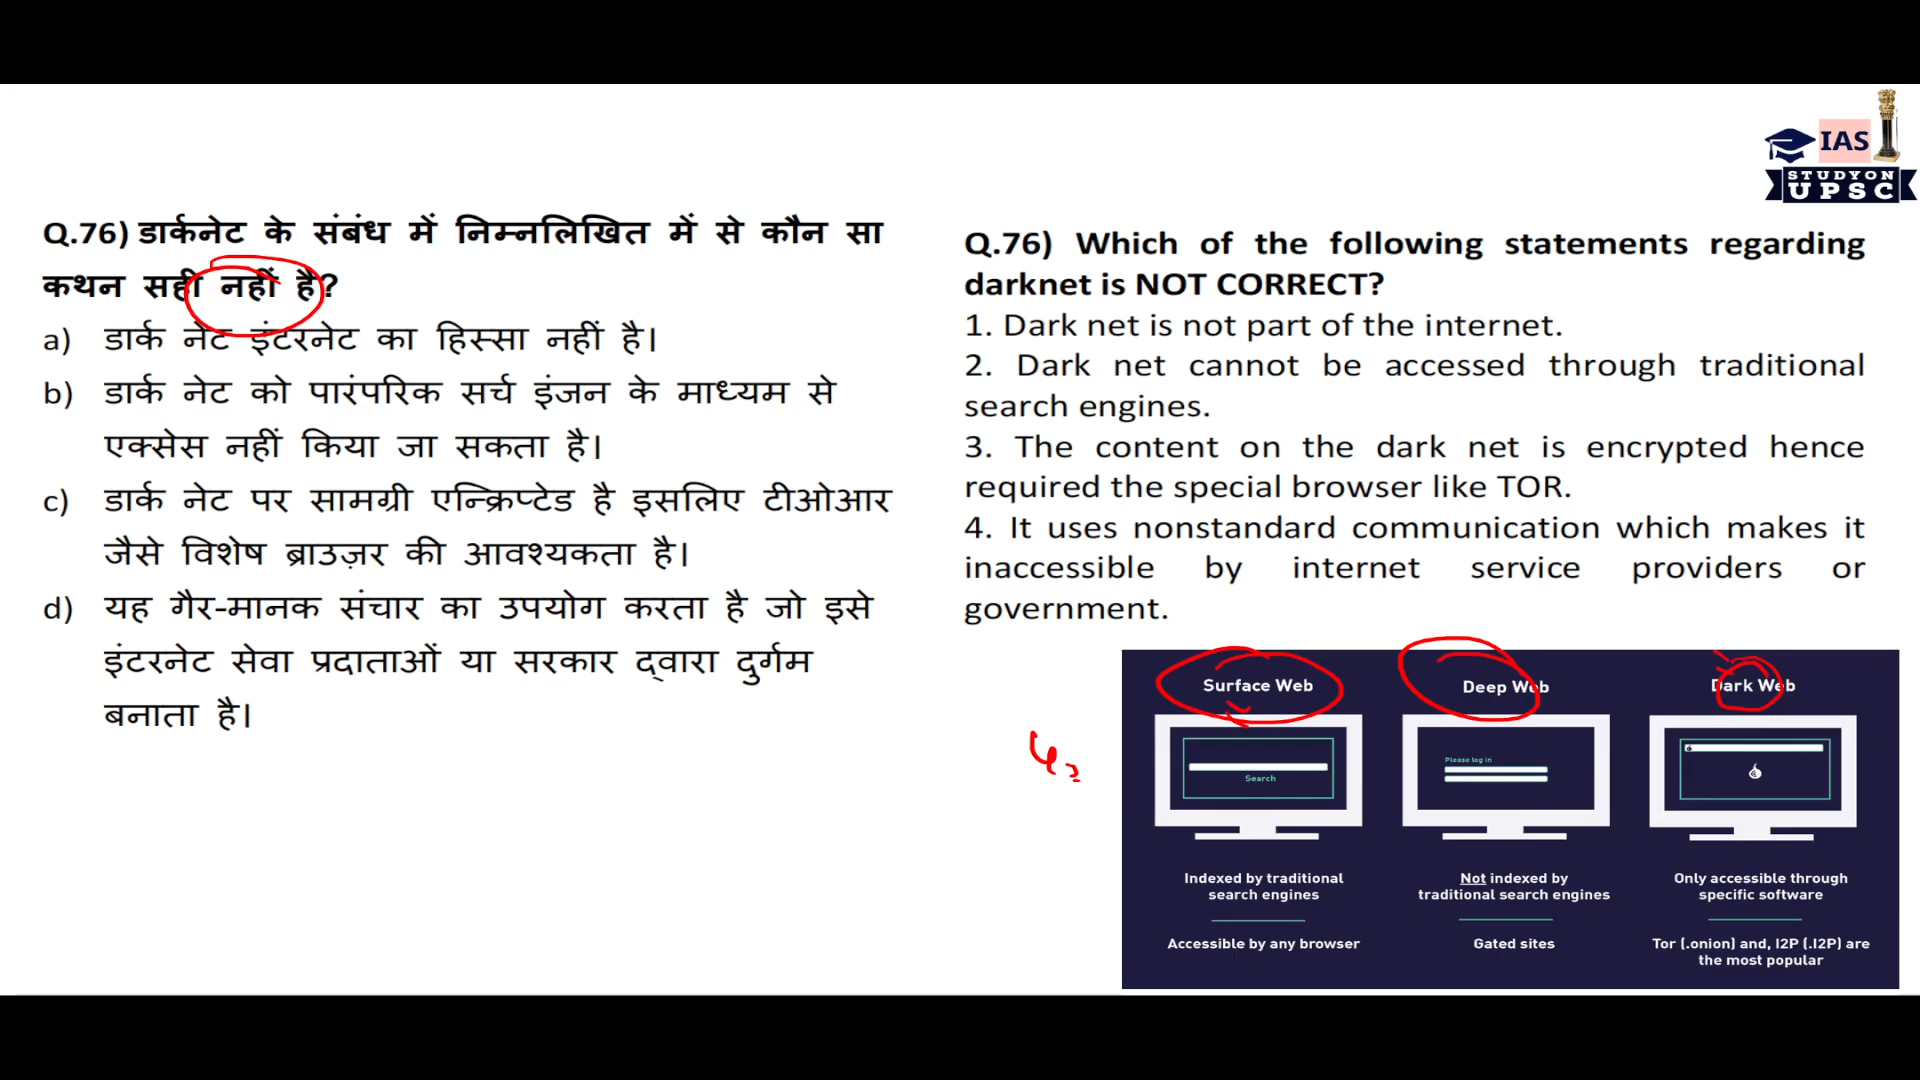 IAS
STUDYON
UPSC
Q.76) डार्कनेट के संबंध में निम्नलिखित में से कौन सा
कथन सही नहीं है?
a) डार्क नेट इंटरनेट का हिस्सा नहीं है।
b) डार्क नेट को पारंपरिक सर्च इंजन के माध्यम से
एक्सेस नहीं किया जा सकता है।
c) डार्क नेट पर सामग्री एन्क्रिप्टेड है इसलिए टीओआर
जैसे विशेष ब्राउज़र की आवश्यकता है।
d) यह गैर-मानक संचार का उपयोग करता है जो इसे
इंटरनेट सेवा प्रदाताओं या सरकार द्वारा दुर्गम
बनाता है।
Q.76) Which of the following statements regarding
darknet is NOT CORRECT?
1. Dark net is not part of the internet.
2. Dark net cannot be accessed through traditional
search engines.
3. The content on the dark net is encrypted hence
required the special browser like TOR.
4. It uses nonstandard communication which makes it
inaccessible by internet service providers or
government.
Surface Web
Search
Indexed by traditional
search engines
Accessible by any browser
Deep Web
Please log in
Not indexed by
traditional search engines
Gated sites
Dark Web
Only accessible through
specific software
Tor (.onion) and, I2P (.I2P) are
the most popular